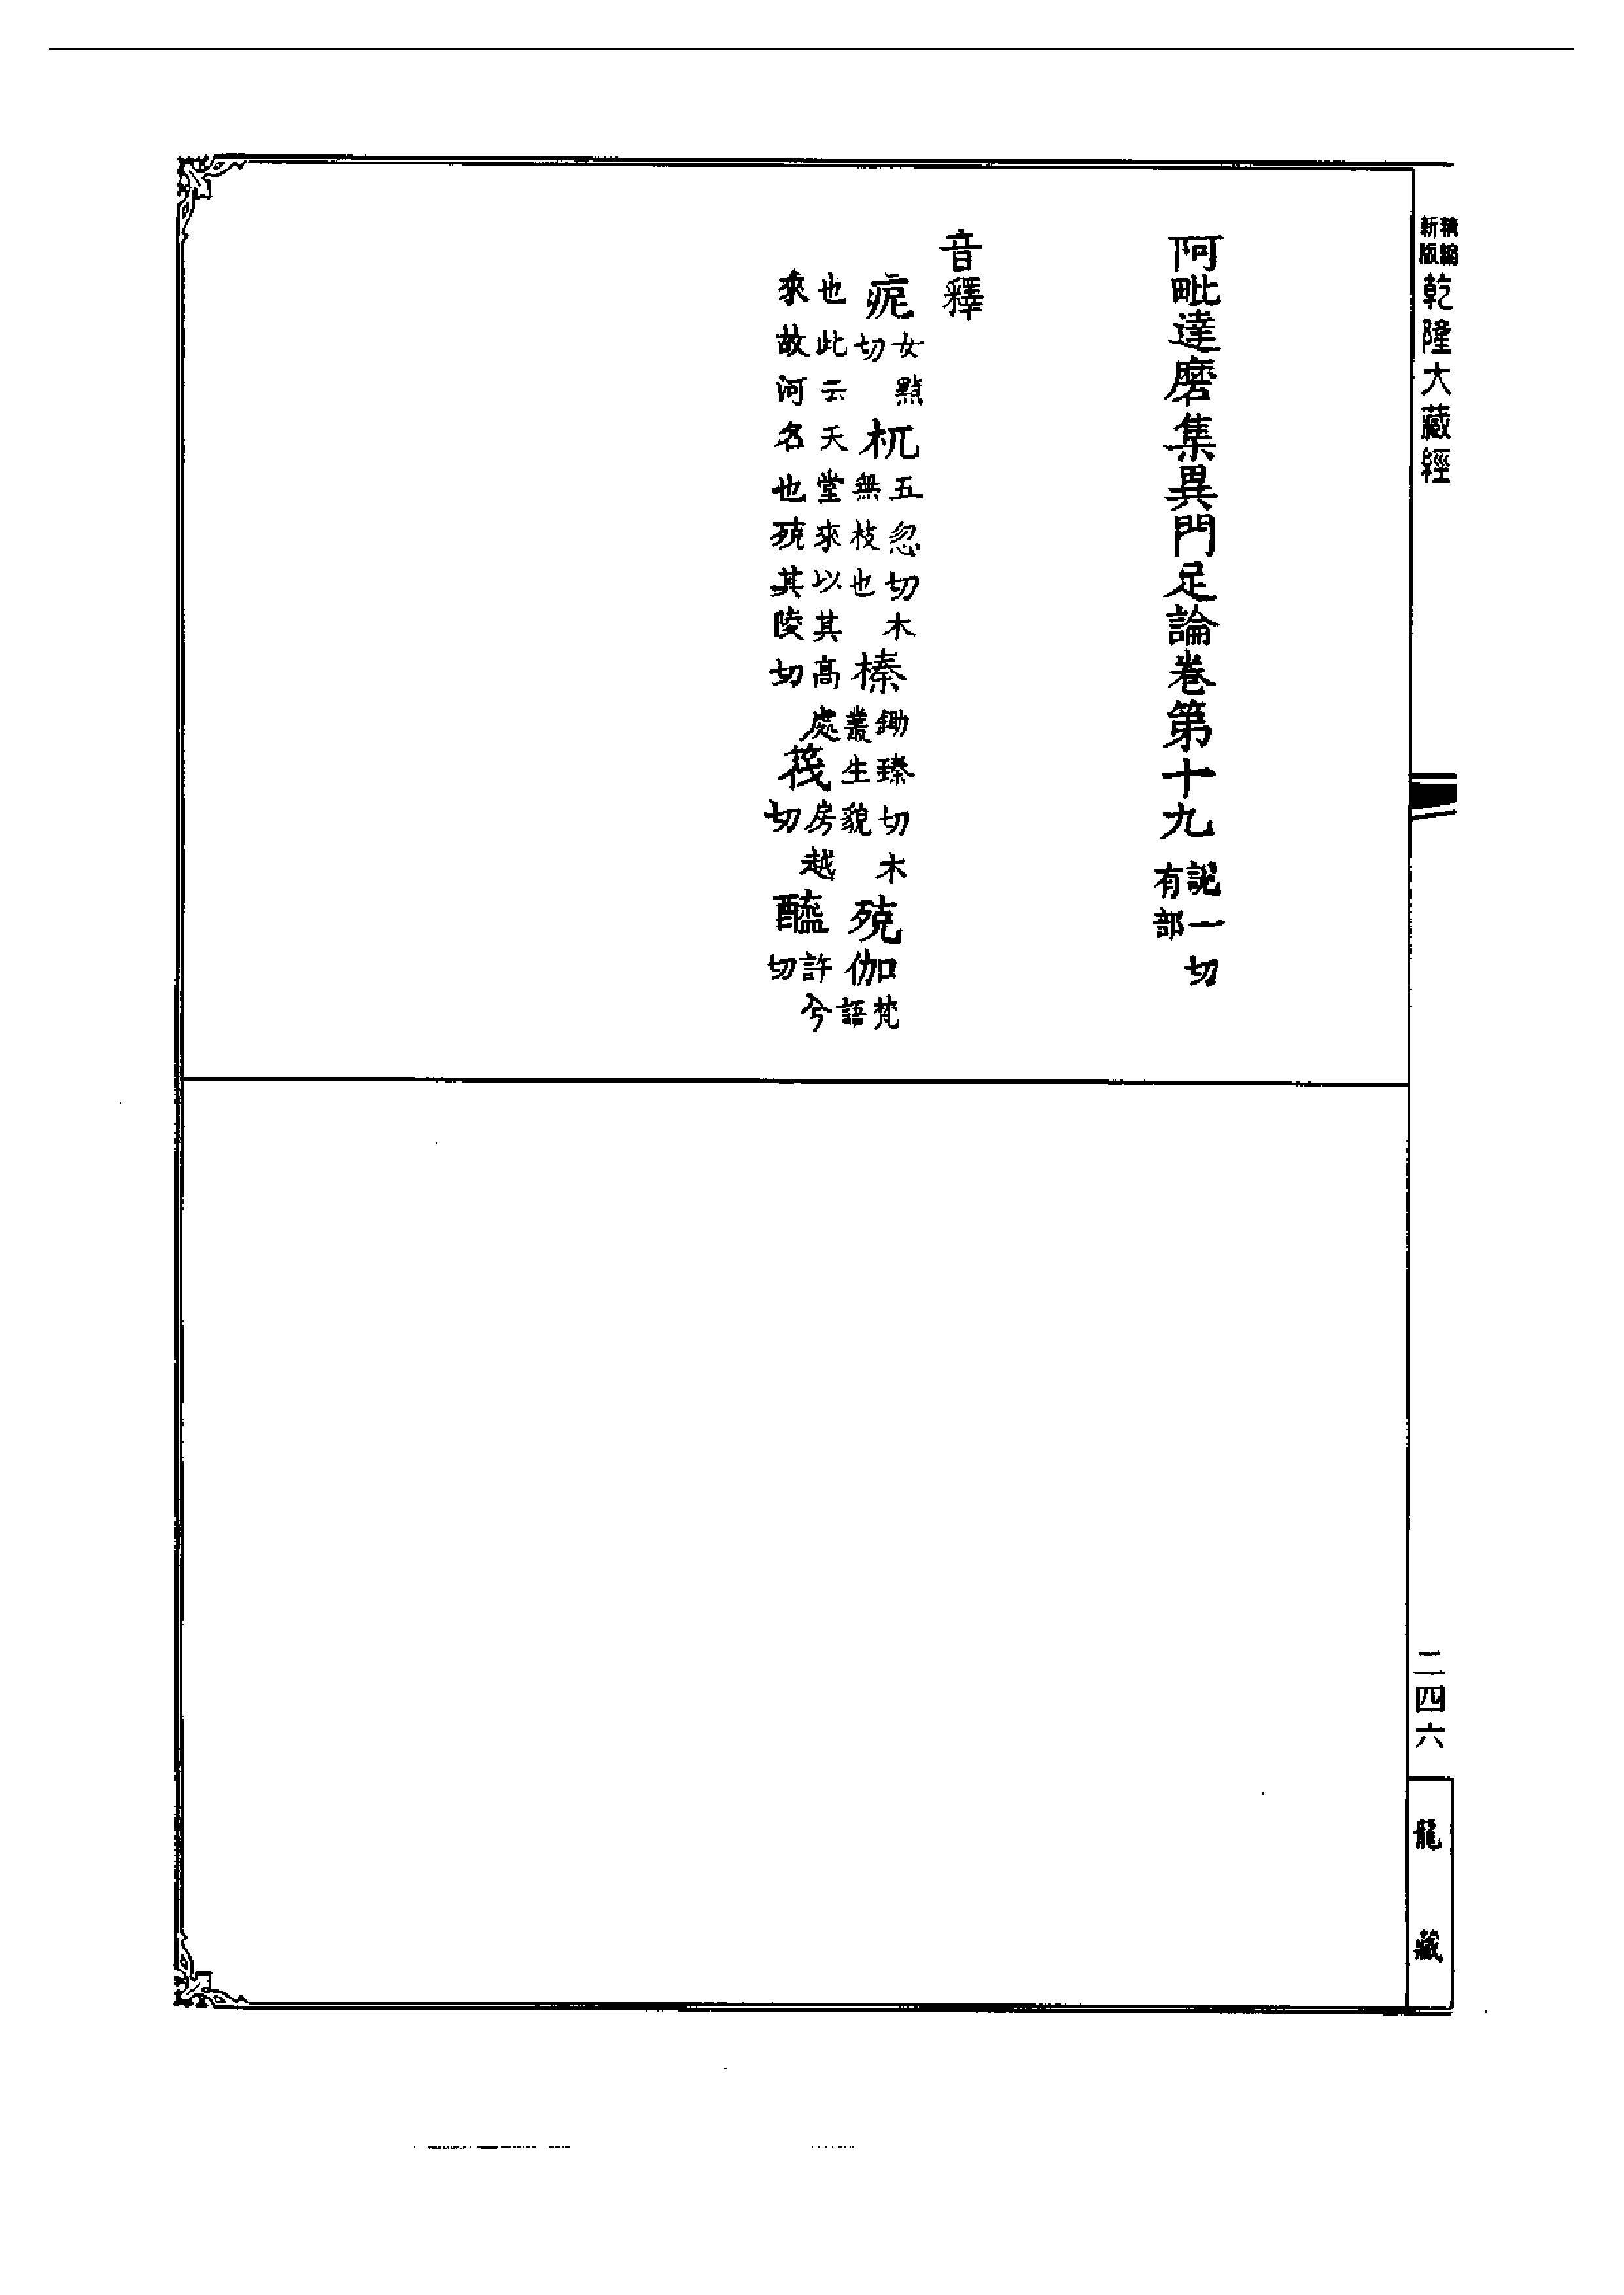 精縮新版乾隆大藏經
阿毗達磨集異門足論卷第十九說一切有部
音釋
痆女黠切杌五忽切木無枝也榛鋤臻切木叢生貌殑伽梵語
也此云天堂來以其高處來故河名也殑其陵切筏房越切醯許兮切
二四六
龍藏